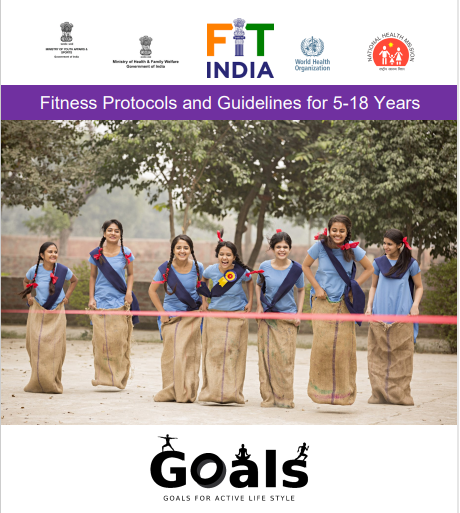 MINISTRY OF YOUTH AFFAIRS &
SPORTS
Government of India
Ministry of Health & Family Welfare
Government of India
FIT
INDIA
World Health
Organization
NATIONAL HEALTH MISSION
Fitness Protocols and Guidelines for 5-18 Years
Goals
GOALS FOR ACTIVE LIFE STYLE